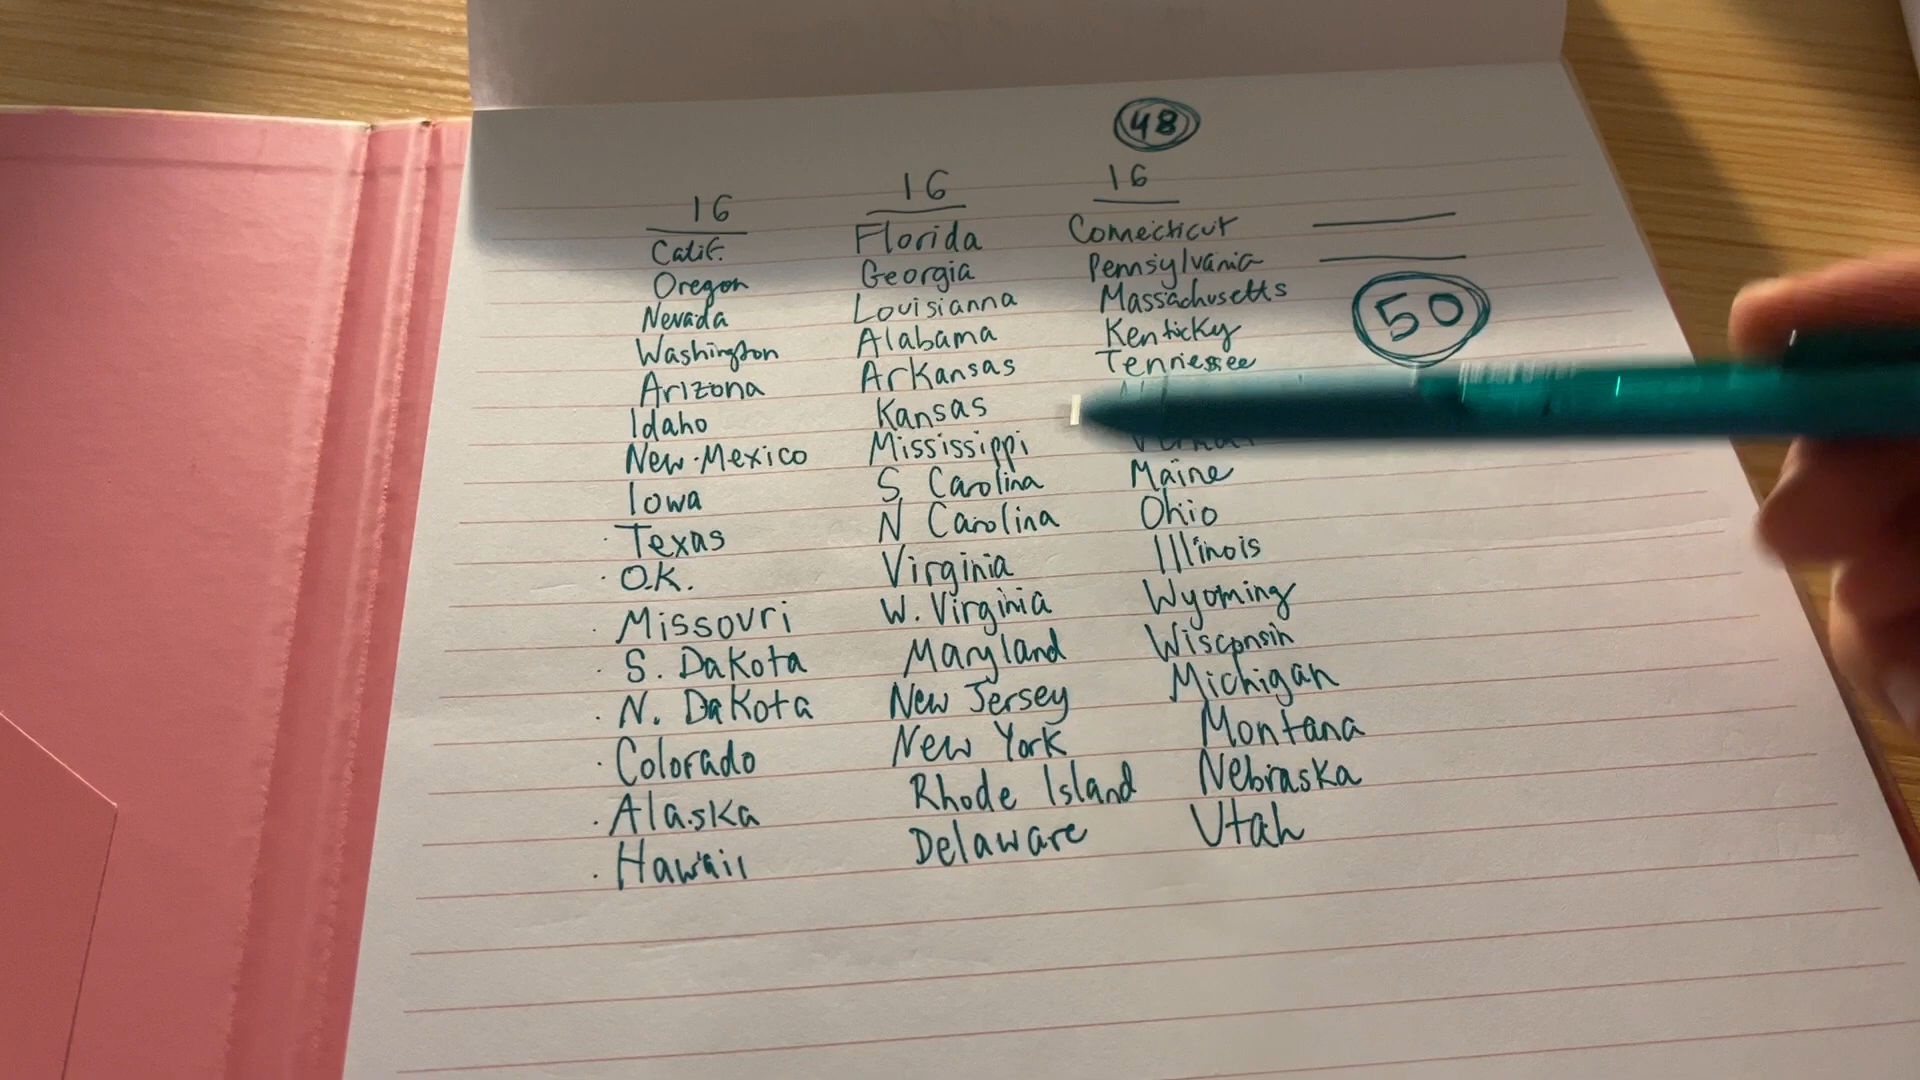 48
16
Calif.
Oregon
Nevada
Washington
Arizona
Idaho
New Mexico
Iowa
Texas
O.K.
Missouri
S. Dakota
N. Dakota
Colorado
Alaska
Hawaii
16
Florida
Georgia
Louisianna
Alabama
Arkansas
Kansas
Mississippi
S. Carolina
N Carolina
Virginia
W. Virginia
Maryland
New Jersey
New York
Rhode Island
Delaware
16
Connecticut
Pennsylvania
Massachusetts
Kenticky
Tennessee
Maine
Ohio
Illinois
Wyoming
Wisconsin
Michigan
Montana
Nebraska
Utah
50